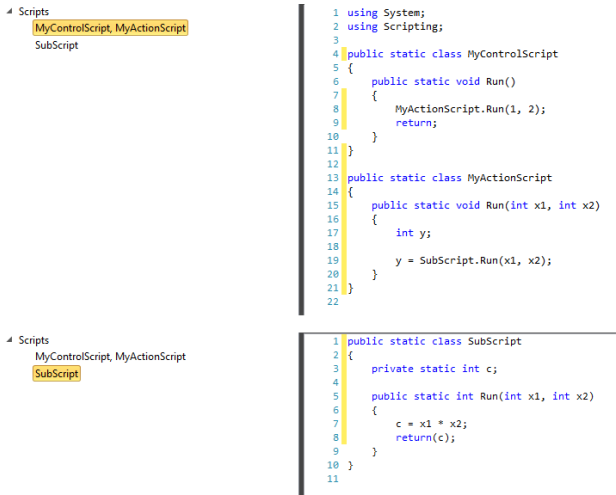 Scripts
MyControlScript, MyActionScript
SubScript
1 using System;
2 using Scripting;
3
4 public static class MyControlScript
5 {
6     public static void Run()
7     {
8         MyActionScript.Run(1, 2);
9         return;
10     }
11 }
12
13 public static class MyActionScript
14 {
15     public static void Run(int x1, int x2)
16     {
17         int y;
18
19         y = SubScript.Run(x1, x2);
20     }
21 }
22
Scripts
MyControlScript, MyActionScript
SubScript
1 public static class SubScript
2 {
3     private static int c;
4
5     public static int Run(int x1, int x2)
6     {
7         c = x1 * x2;
8         return(c);
9     }
10 }
11